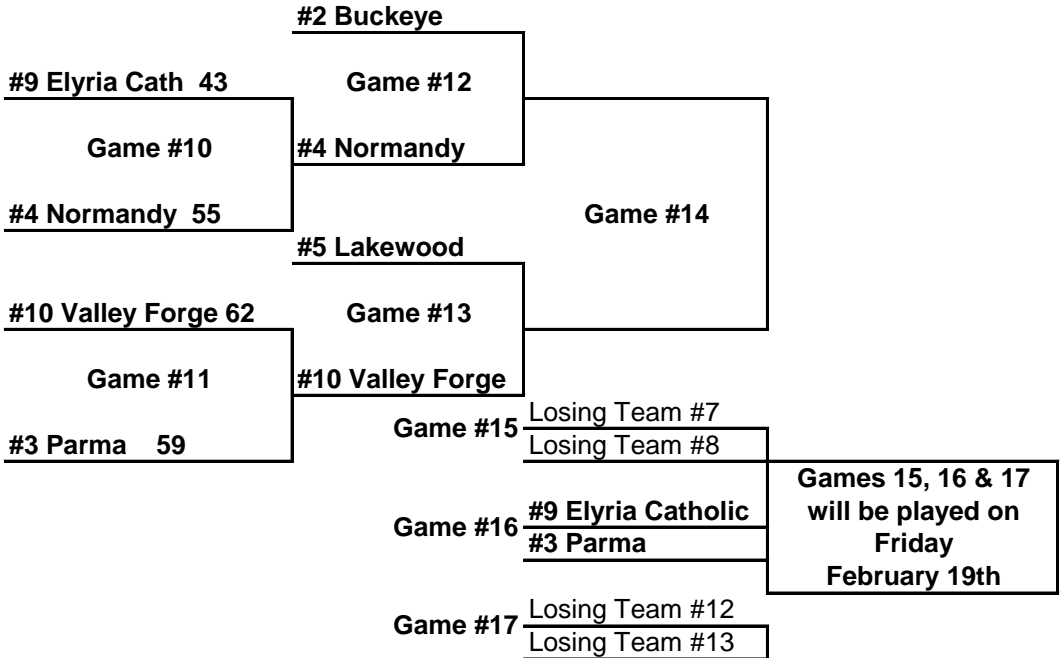 #2 Buckeye
#9 Elyria Cath 43
Game #12
Game #10
#4 Normandy
#4 Normandy 55
Game #14
#5 Lakewood
#10 Valley Forge 62
Game #13
Game #11
#10 Valley Forge
#3 Parma 59
Game #15
Losing Team #7
Losing Team #8
Games 15, 16 & 17
will be played on
Friday
February 19th
Game #16
#9 Elyria Catholic
#3 Parma
Game #17
Losing Team #12
Losing Team #13